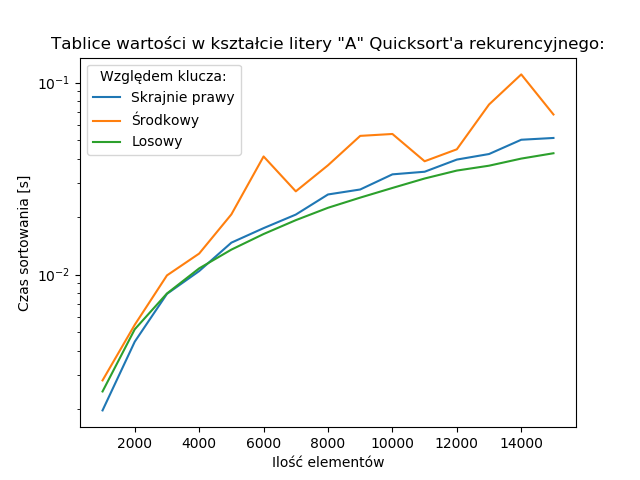 Tablice wartości w kształcie litery "A" Quicksort'a rekurencyjnego:
Względem klucza:
Skrajnie prawy
Środkowy
Losowy
10⁻¹
10⁻²
Czas sortowania [s]
2000 4000 6000 8000 10000 12000 14000
Ilość elementów